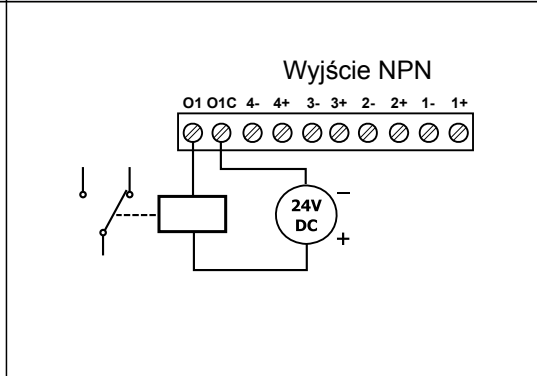 Wyjście NPN
O1 O1C 4- 4+ 3- 3+ 2- 2+ 1- 1+
−
24V
DC
+